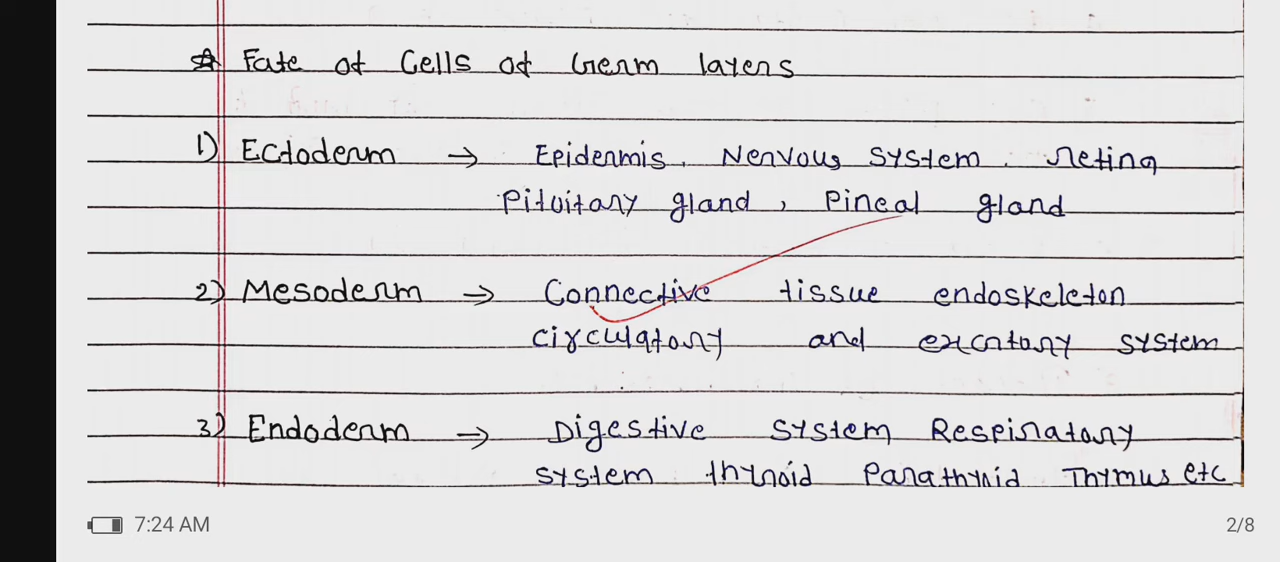 ☆ Fate of Cells of Germ layers
1) Ectoderm → Epidermis, Nervous system, retina
Pituitary gland, Pineal gland
2) Mesoderm → Connective tissue endoskeleton
circulatory and excretory system
3) Endoderm → Digestive system Respiratory
system thyroid Parathyroid Thymus etc
7:24 AM
2/8